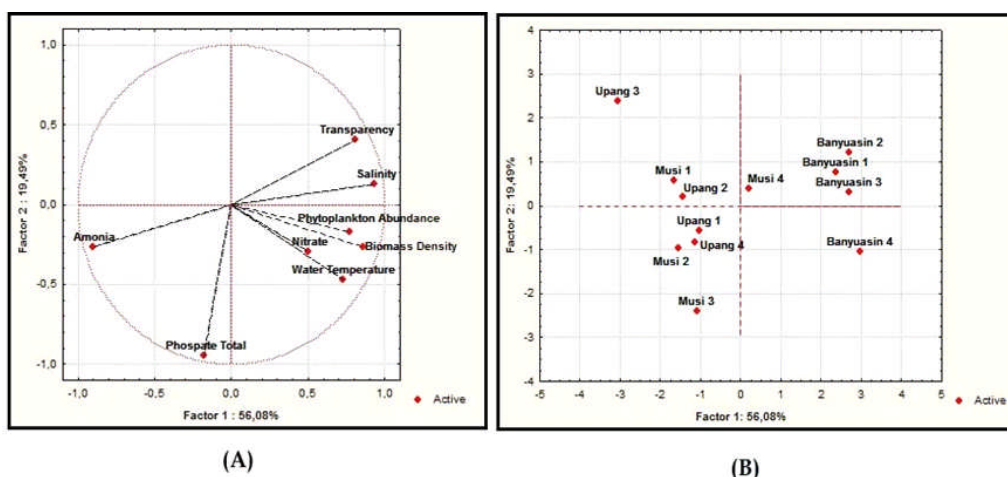 1,0
0,5
0,0
-0,5
-1,0
Factor 2 : 19,49%
Transparency
Salinity
Phytoplankton Abundance
Amonia
Nitrate
Biomass Density
Water Temperature
Phospate Total
-1,0 -0,5 0,0 0,5 1,0
Factor 1 : 56,08%
Active
(A)
4
3
2
1
0
-1
-2
-3
-4
Factor 2: 19,49%
Upang 3
Banyuasin 2
Banyuasin 1
Musi 1
Musi 4
Banyuasin 3
Upang 2
Upang 1
Upang 4
Musi 2
Banyuasin 4
Musi 3
-5 -4 -3 -2 -1 0 1 2 3 4 5
Factor 1: 56,08%
Active
(B)